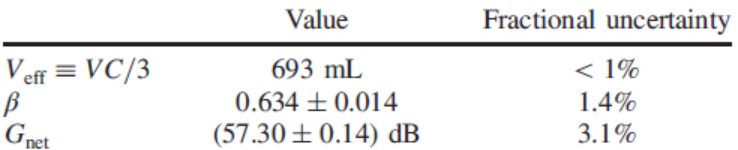 Value Fractional uncertainty
V_eff ≡ VC/3 693 mL < 1%
β 0.634 ± 0.014 1.4%
G_net (57.30 ± 0.14) dB 3.1%